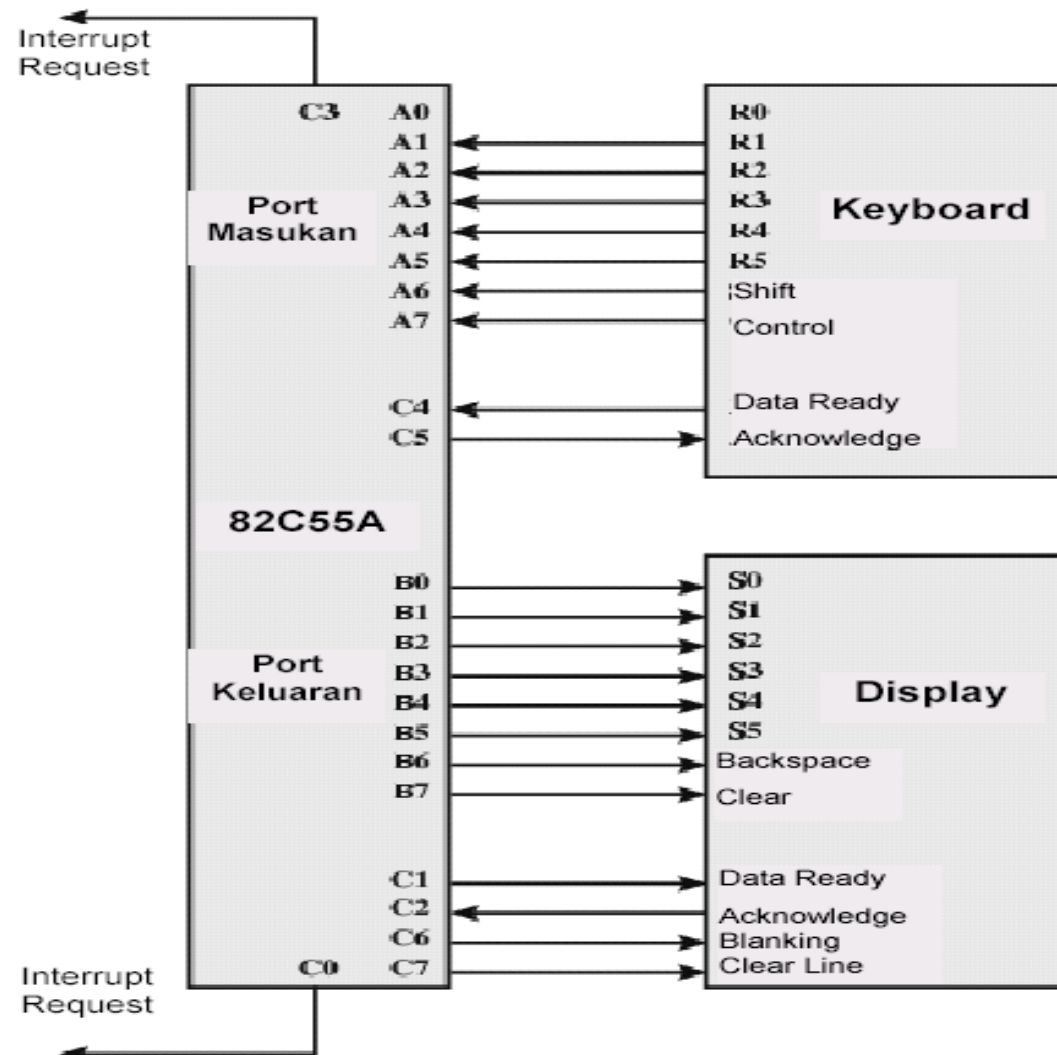 Interrupt
Request
C3 A0 R0
A1 R1
A2 R2
A3 R3
A4 R4
A5 R5
A6 Shift
A7 Control
Port
Masukan
Keyboard
C4 Data Ready
C5 Acknowledge
82C55A
B0 S0
B1 S1
B2 S2
B3 S3
B4 S4
B5 S5
B6 Backspace
B7 Clear
Port
Keluaran
Display
C1 Data Ready
C2 Acknowledge
C6 Blanking
C0 C7 Clear Line
Interrupt
Request